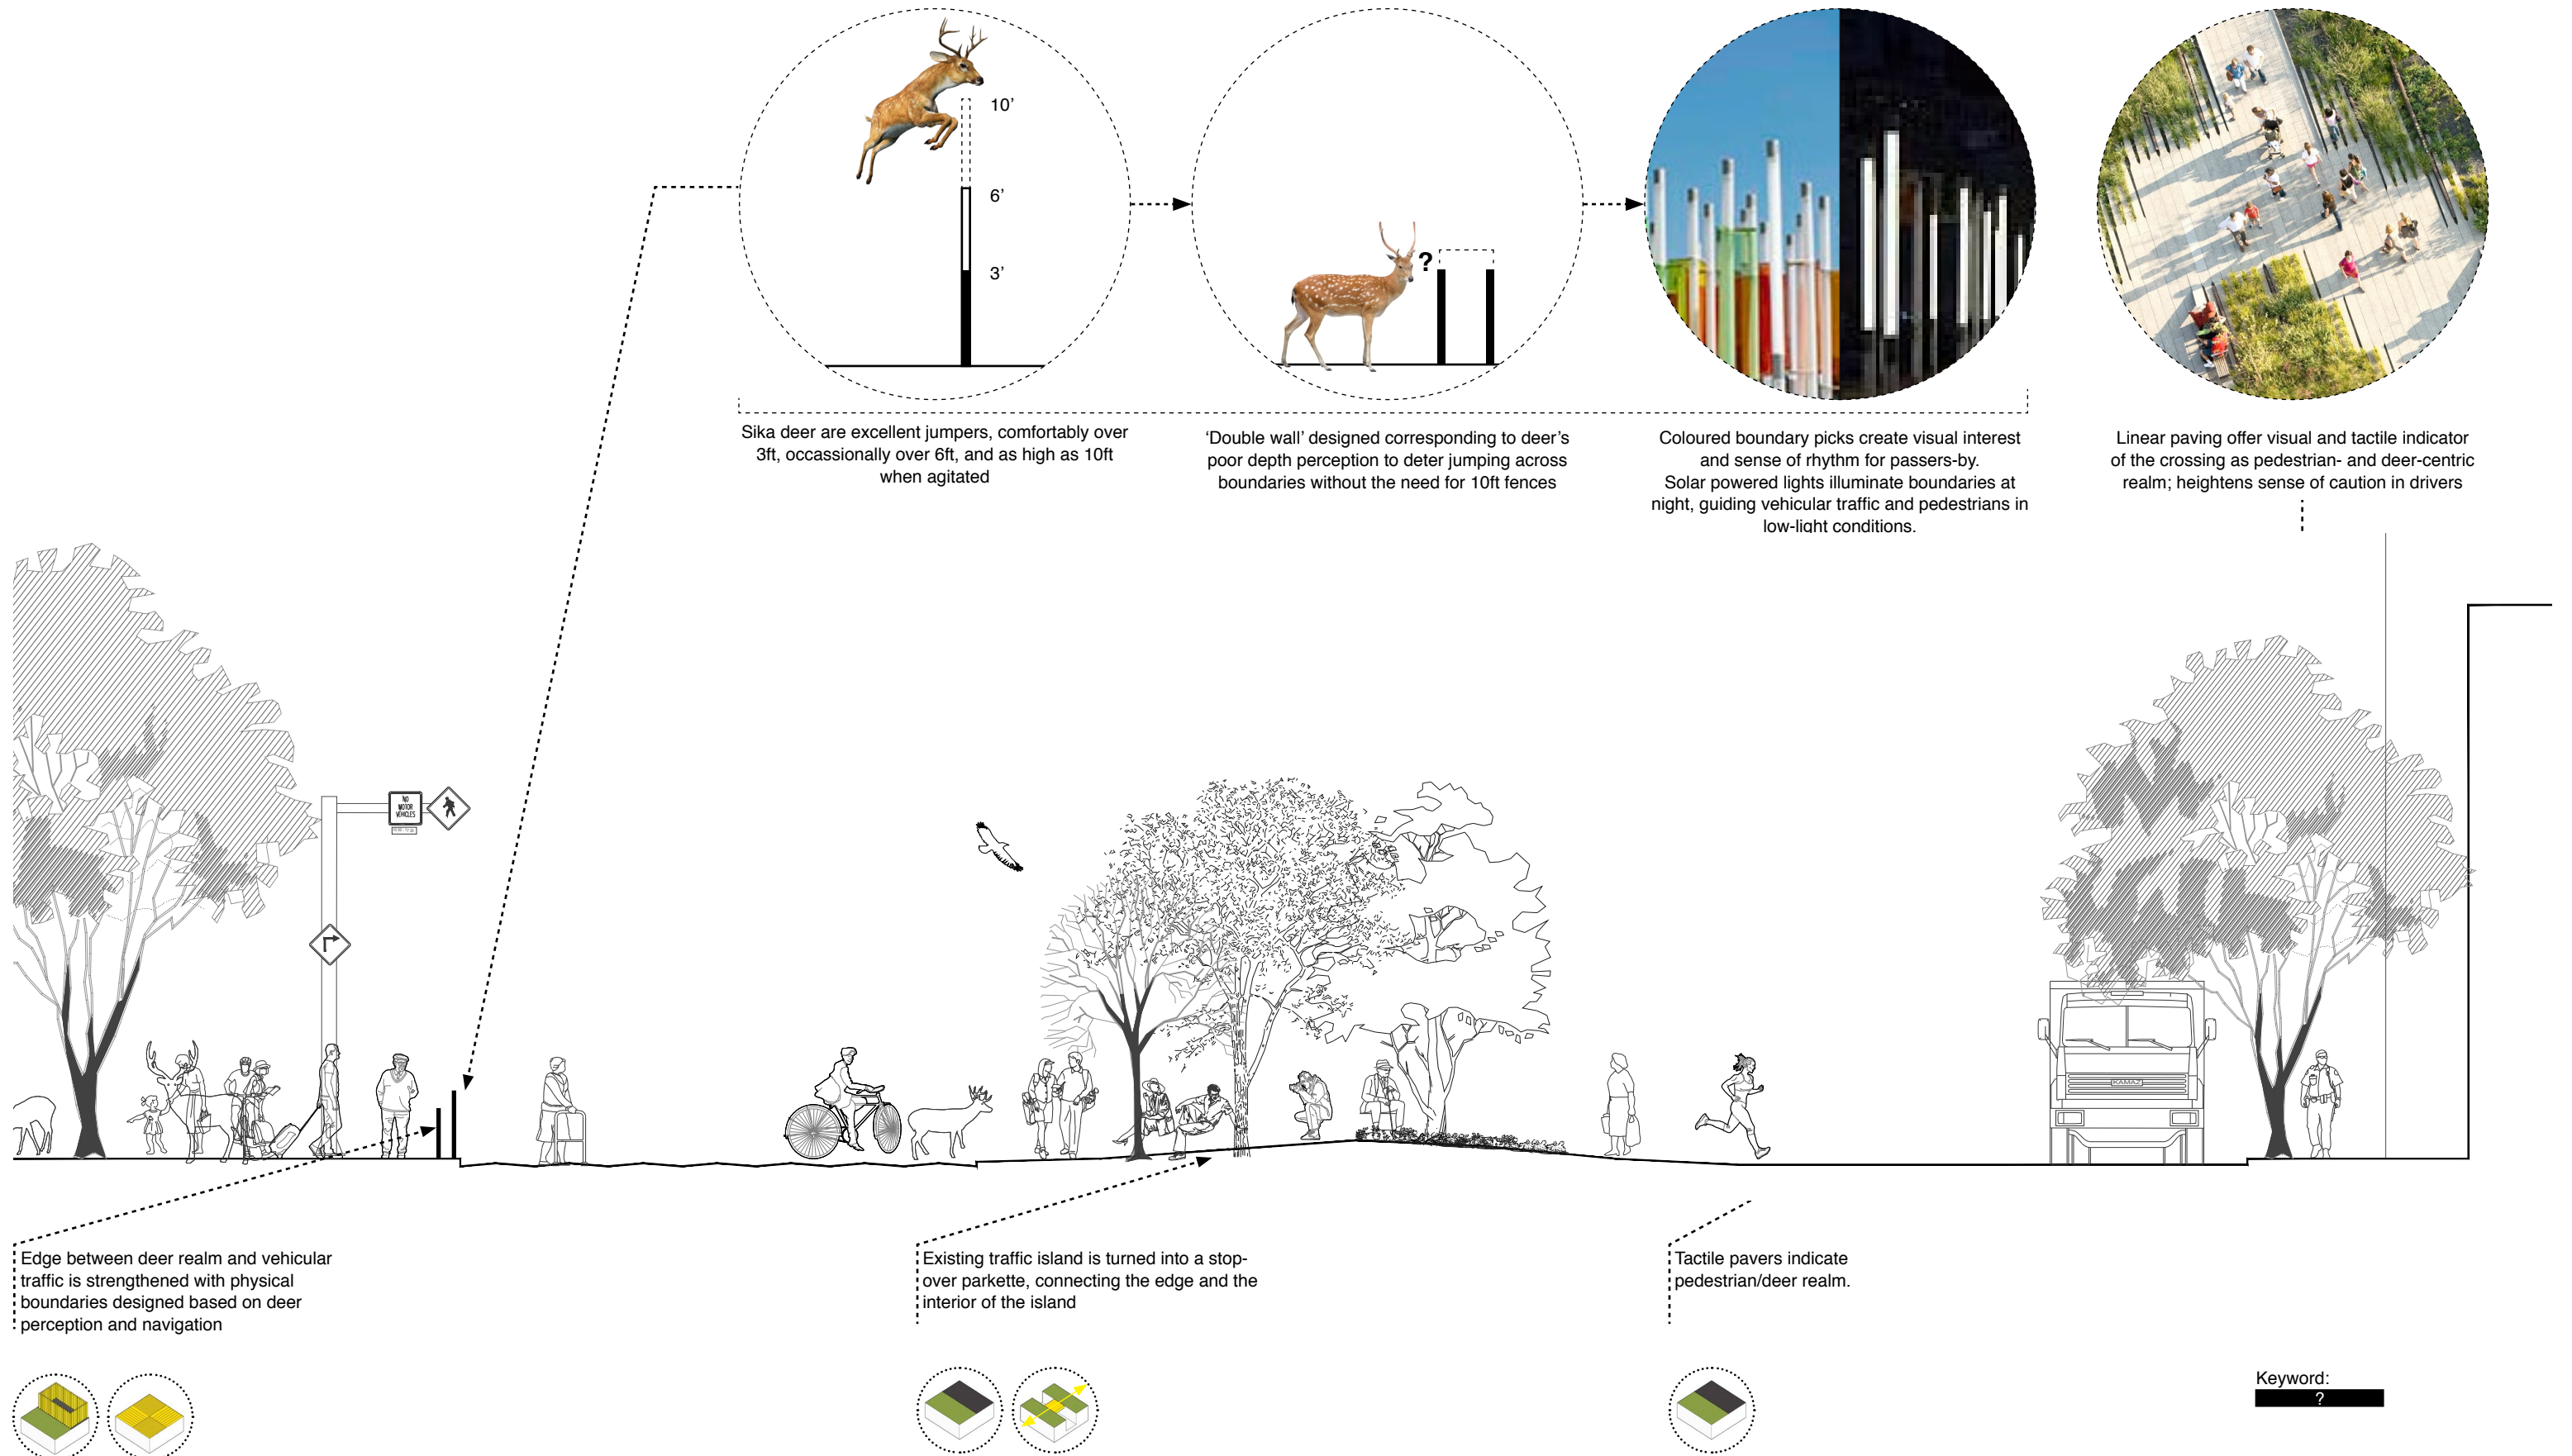 10’
6’
3’
?
Sika deer are excellent jumpers, comfortably over
3ft, occassionally over 6ft, and as high as 10ft
when agitated
‘Double wall’ designed corresponding to deer’s
poor depth perception to deter jumping across
boundaries without the need for 10ft fences
Coloured boundary picks create visual interest
and sense of rhythm for passers-by.
Solar powered lights illuminate boundaries at
night, guiding vehicular traffic and pedestrians in
low-light conditions.
Linear paving offer visual and tactile indicator
of the crossing as pedestrian- and deer-centric
realm; heightens sense of caution in drivers
NO
MOTOR
VEHICLES
KAMAZ
Edge between deer realm and vehicular
traffic is strengthened with physical
boundaries designed based on deer
perception and navigation
Existing traffic island is turned into a stop-
over parkette, connecting the edge and the
interior of the island
Tactile pavers indicate
pedestrian/deer realm.
Keyword:
?